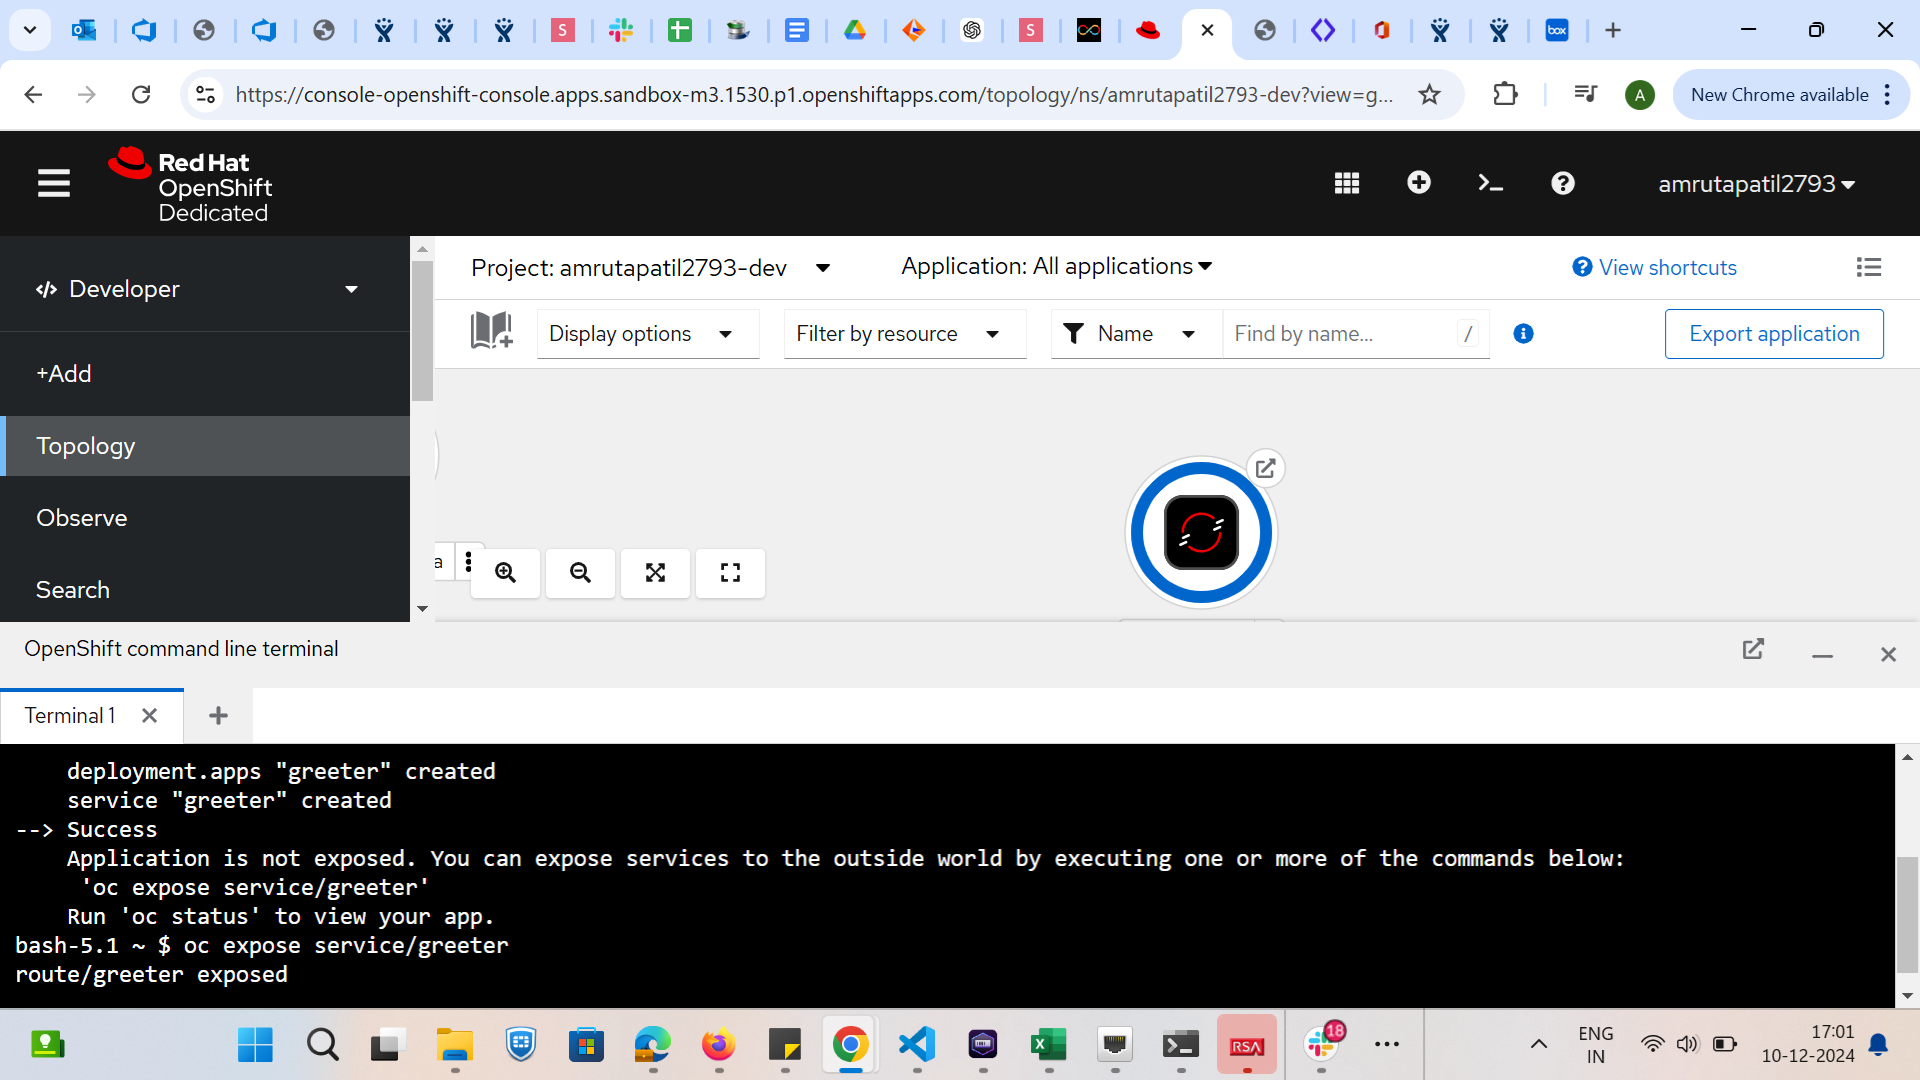 S
S
box
https://console-openshift-console.apps.sandbox-m3.1530.p1.openshiftapps.com/topology/ns/amrutapatil2793-dev?view=g...
A
New Chrome available
Red Hat
OpenShift
Dedicated
amrutapatil2793
Developer
Project: amrutapatil2793-dev
Application: All applications
View shortcuts
Display options
Filter by resource
Name
Find by name...
/
Export application
+Add
Topology
Observe
Search
a
OpenShift command line terminal
Terminal 1
deployment.apps "greeter" created
service "greeter" created
--> Success
Application is not exposed. You can expose services to the outside world by executing one or more of the commands below:
'oc expose service/greeter'
Run 'oc status' to view your app.
bash-5.1 ~ $ oc expose service/greeter
route/greeter exposed
RSA
18
ENG
IN
17:01
10-12-2024